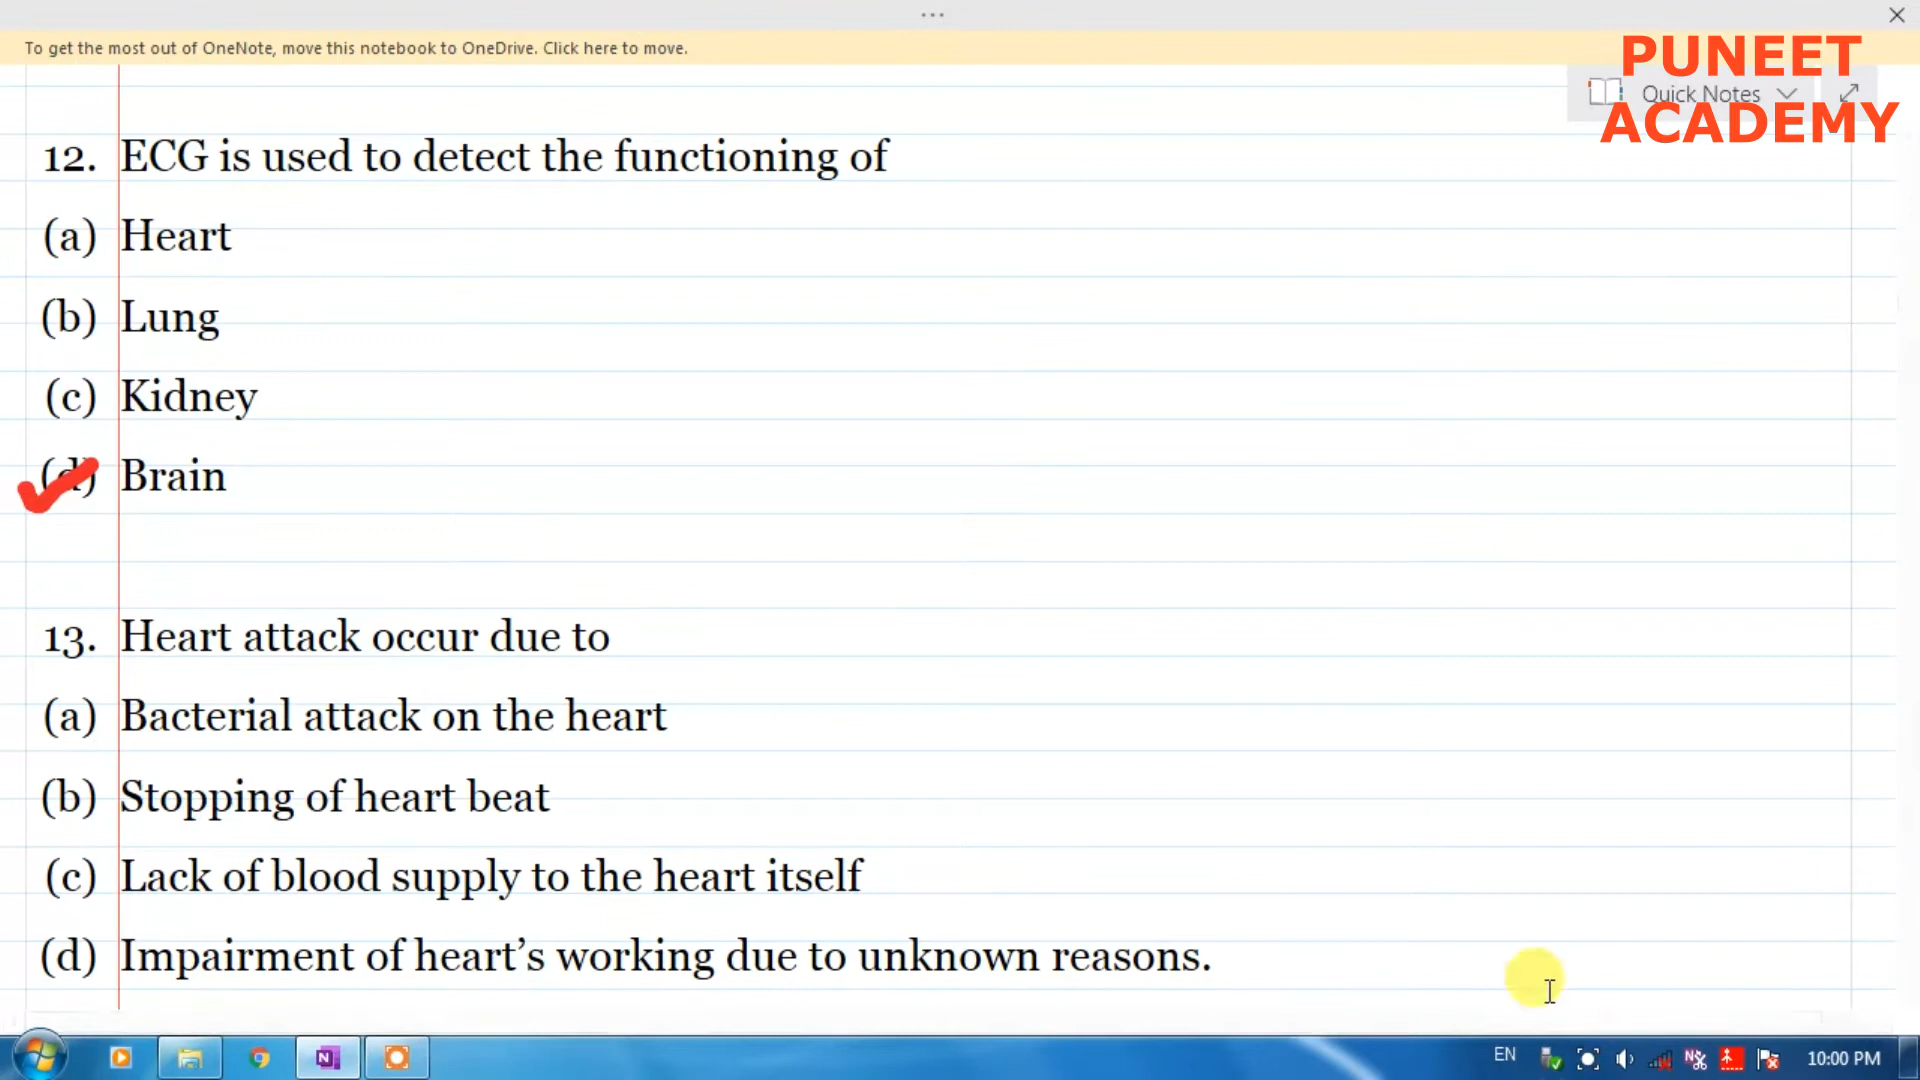 ...
To get the most out of OneNote, move this notebook to OneDrive. Click here to move.
PUNEET
Quick Notes
ACADEMY
12. ECG is used to detect the functioning of
(a) Heart
(b) Lung
(c) Kidney
(d) Brain
13. Heart attack occur due to
(a) Bacterial attack on the heart
(b) Stopping of heart beat
(c) Lack of blood supply to the heart itself
(d) Impairment of heart’s working due to unknown reasons.
N
EN
10:00 PM